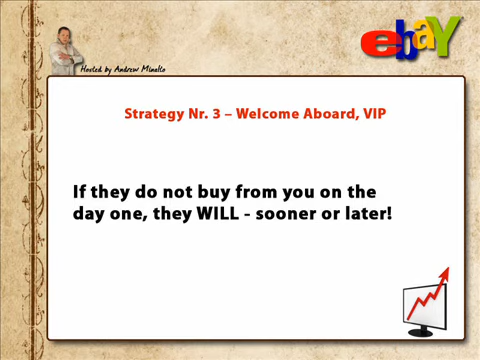 ebaY
Hosted by Andrew Minalto
Strategy Nr. 3 – Welcome Aboard, VIP
If they do not buy from you on the
day one, they WILL - sooner or later!